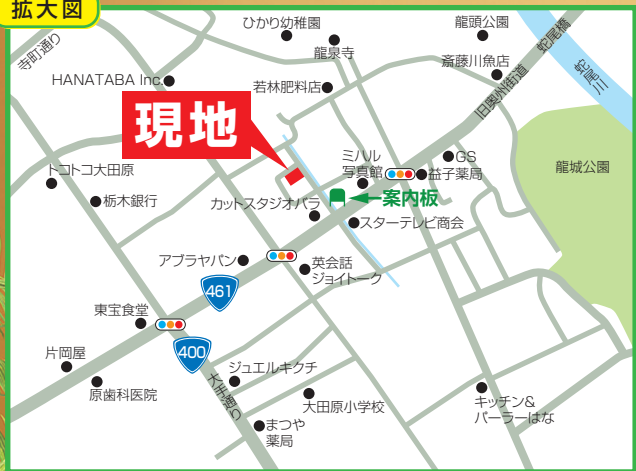 拡大図
寺町通り
ひかり幼稚園
龍泉寺
龍頭公園
蛇尾橋
蛇尾川
斎藤川魚店
旧奥州街道
HANATABA Inc.
若林肥料店
現地
トコトコ大田原
栃木銀行
ミハル
写真館
GS
益子薬局
龍城公園
案内板
カットスタジオパラ
スターテレビ商会
アブラヤパン
英会話
ジョイトーク
461
東宝食堂
400
片岡屋
原歯科医院
大手通り
ジュエルキクチ
大田原小学校
まつや
薬局
キッチン&
パーラーはな